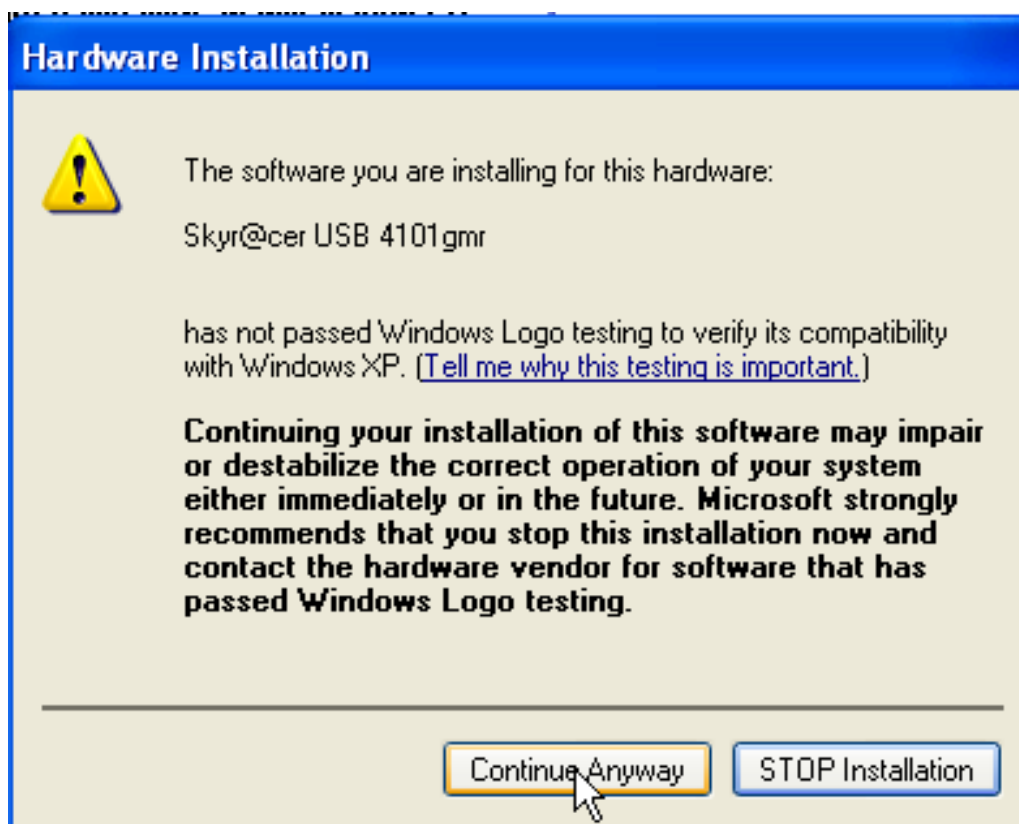 Hardware Installation
The software you are installing for this hardware:
Skyr@cer USB 4101gmr
has not passed Windows Logo testing to verify its compatibility
with Windows XP. (Tell me why this testing is important.)
Continuing your installation of this software may impair
or destabilize the correct operation of your system
either immediately or in the future. Microsoft strongly
recommends that you stop this installation now and
contact the hardware vendor for software that has
passed Windows Logo testing.
Continue Anyway
STOP Installation